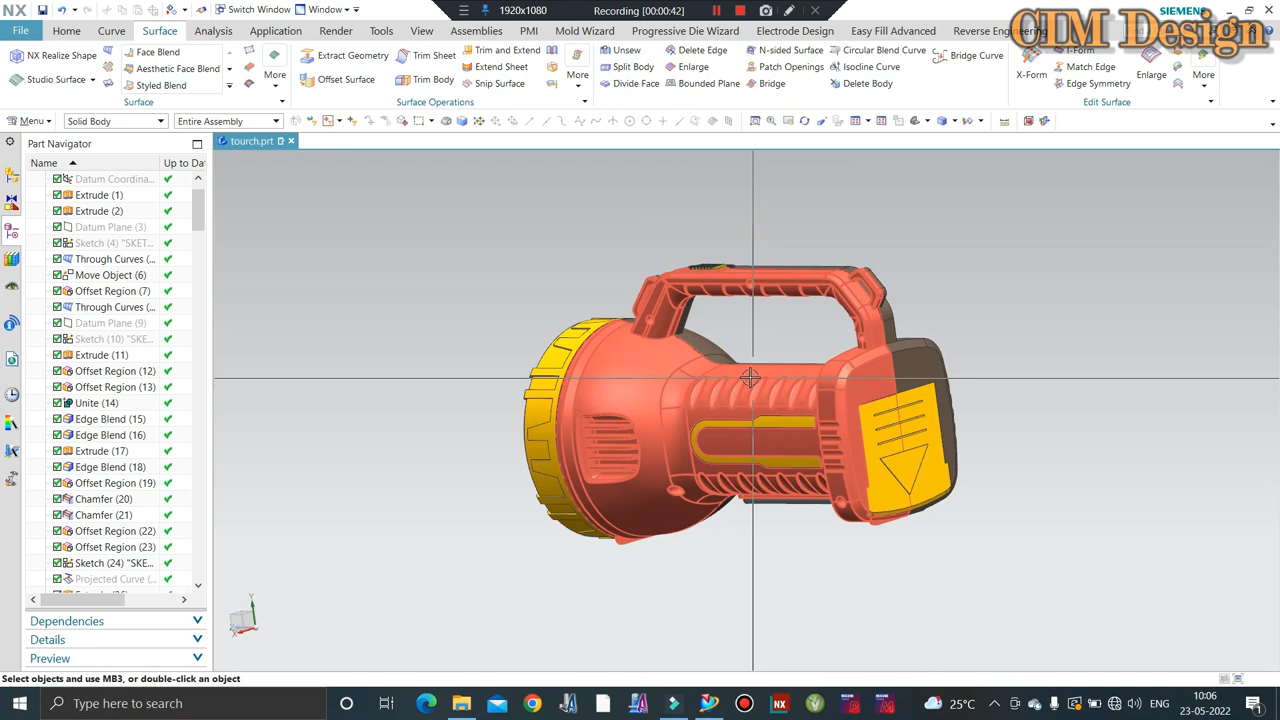 NX
Switch Window
Window
1920x1080
Recording [00:00:42]
SIEMENS
CIM Design
File
Home
Curve
Surface
Analysis
Application
Render
Tools
View
Assemblies
PMI
Mold Wizard
Progressive Die Wizard
Electrode Design
Easy Fill Advanced
Reverse Engineering
NX Realize Shape
Studio Surface
Face Blend
Aesthetic Face Blend
Styled Blend
More
Surface
Extract Geometry
Offset Surface
Trim Sheet
Trim Body
Trim and Extend
Extend Sheet
Snip Surface
More
Surface Operations
Unsew
Split Body
Divide Face
Delete Edge
Enlarge
Bounded Plane
N-sided Surface
Patch Openings
Bridge
Circular Blend Curve
Isocline Curve
Delete Body
Bridge Curve
X-Form
I-Form
Match Edge
Edge Symmetry
Enlarge
More
Edit Surface
Menu
Solid Body
Entire Assembly
Part Navigator
tourch.prt
Name
Up to Da
Datum Coordina...
Extrude (1)
Extrude (2)
Datum Plane (3)
Sketch (4) "SKET...
Through Curves (...
Move Object (6)
Offset Region (7)
Through Curves (...
Datum Plane (9)
Sketch (10) "SKE...
Extrude (11)
Offset Region (12)
Offset Region (13)
Unite (14)
Edge Blend (15)
Edge Blend (16)
Extrude (17)
Edge Blend (18)
Offset Region (19)
Chamfer (20)
Chamfer (21)
Offset Region (22)
Offset Region (23)
Sketch (24) "SKE...
Projected Curve (...
Dependencies
Details
Preview
Select objects and use MB3, or double-click an object
Type here to search
25°C
ENG
10:06
23-05-2022